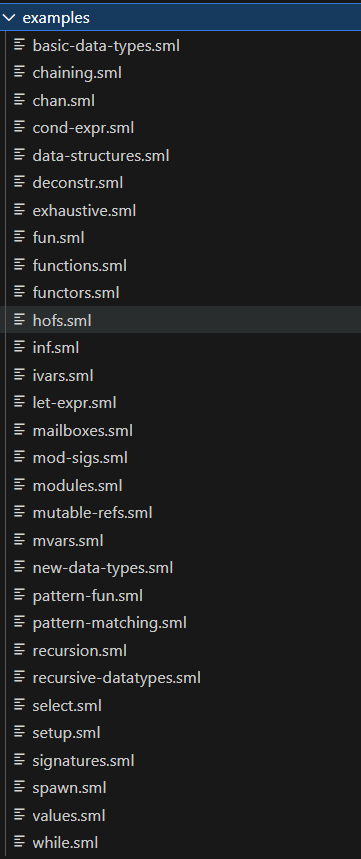 examples
basic-data-types.sml
chaining.sml
chan.sml
cond-expr.sml
data-structures.sml
deconstr.sml
exhaustive.sml
fun.sml
functions.sml
functors.sml
hofs.sml
inf.sml
ivars.sml
let-expr.sml
mailboxes.sml
mod-sigs.sml
modules.sml
mutable-refs.sml
mvars.sml
new-data-types.sml
pattern-fun.sml
pattern-matching.sml
recursion.sml
recursive-datatypes.sml
select.sml
setup.sml
signatures.sml
spawn.sml
values.sml
while.sml